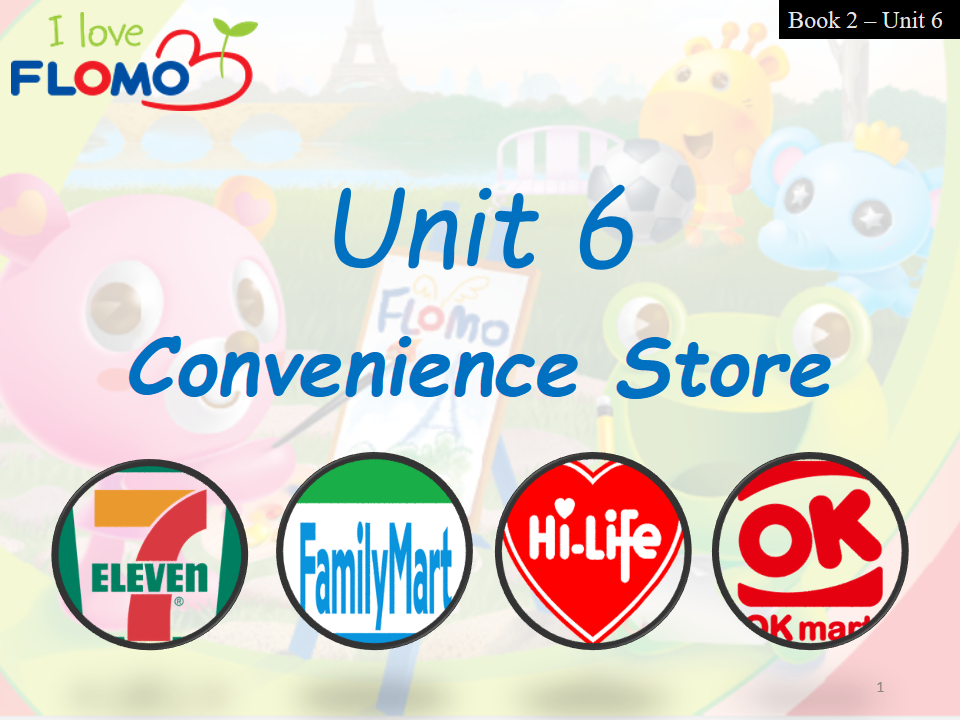 I love
FLOMO
Book 2 – Unit 6
Unit 6
FLOMO
Convenience Store
7
ELEVEN
®
FamilyMart
Hi-Life
OK
OK mart
1